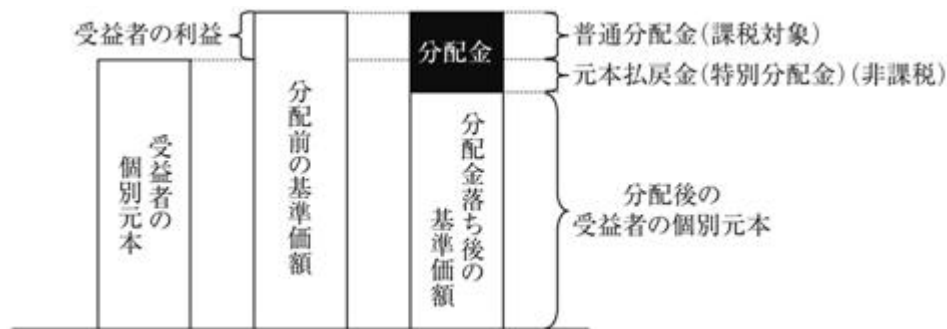 受益者の利益
分配金
普通分配金(課税対象)
元本払戻金(特別分配金)(非課税)
受益者の
個別元本
分配前の基準価額
分配金落ち後の
基準価額
分配後の
受益者の個別元本